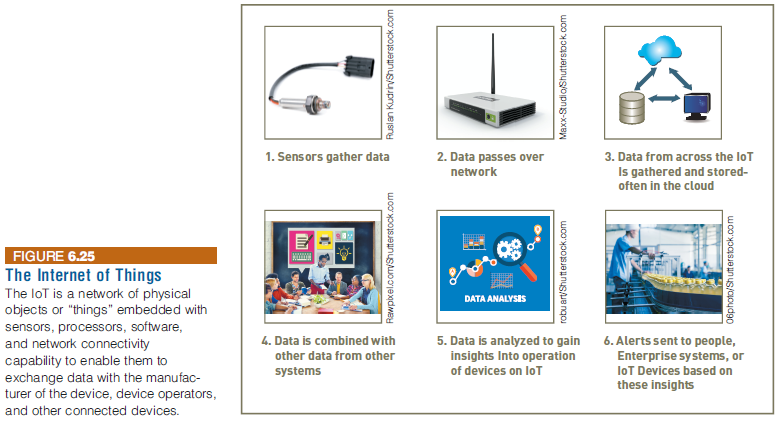 Ruslan Kudrin/Shutterstock.com
Maxx-Studio/Shutterstock.com
1. Sensors gather data
2. Data passes over
network
3. Data from across the IoT
Is gathered and stored-
often in the cloud
Rawpixel.com/Shutterstock.com
DATA ANALYSIS
robuart/Shutterstock.com
06photo/Shutterstock.com
4. Data is combined with
other data from other
systems
5. Data is analyzed to gain
insights Into operation
of devices on IoT
6. Alerts sent to people,
Enterprise systems, or
IoT Devices based on
these insights
FIGURE 6.25
The Internet of Things
The IoT is a network of physical
objects or “things” embedded with
sensors, processors, software,
and network connectivity
capability to enable them to
exchange data with the manufac-
turer of the device, device operators,
and other connected devices.